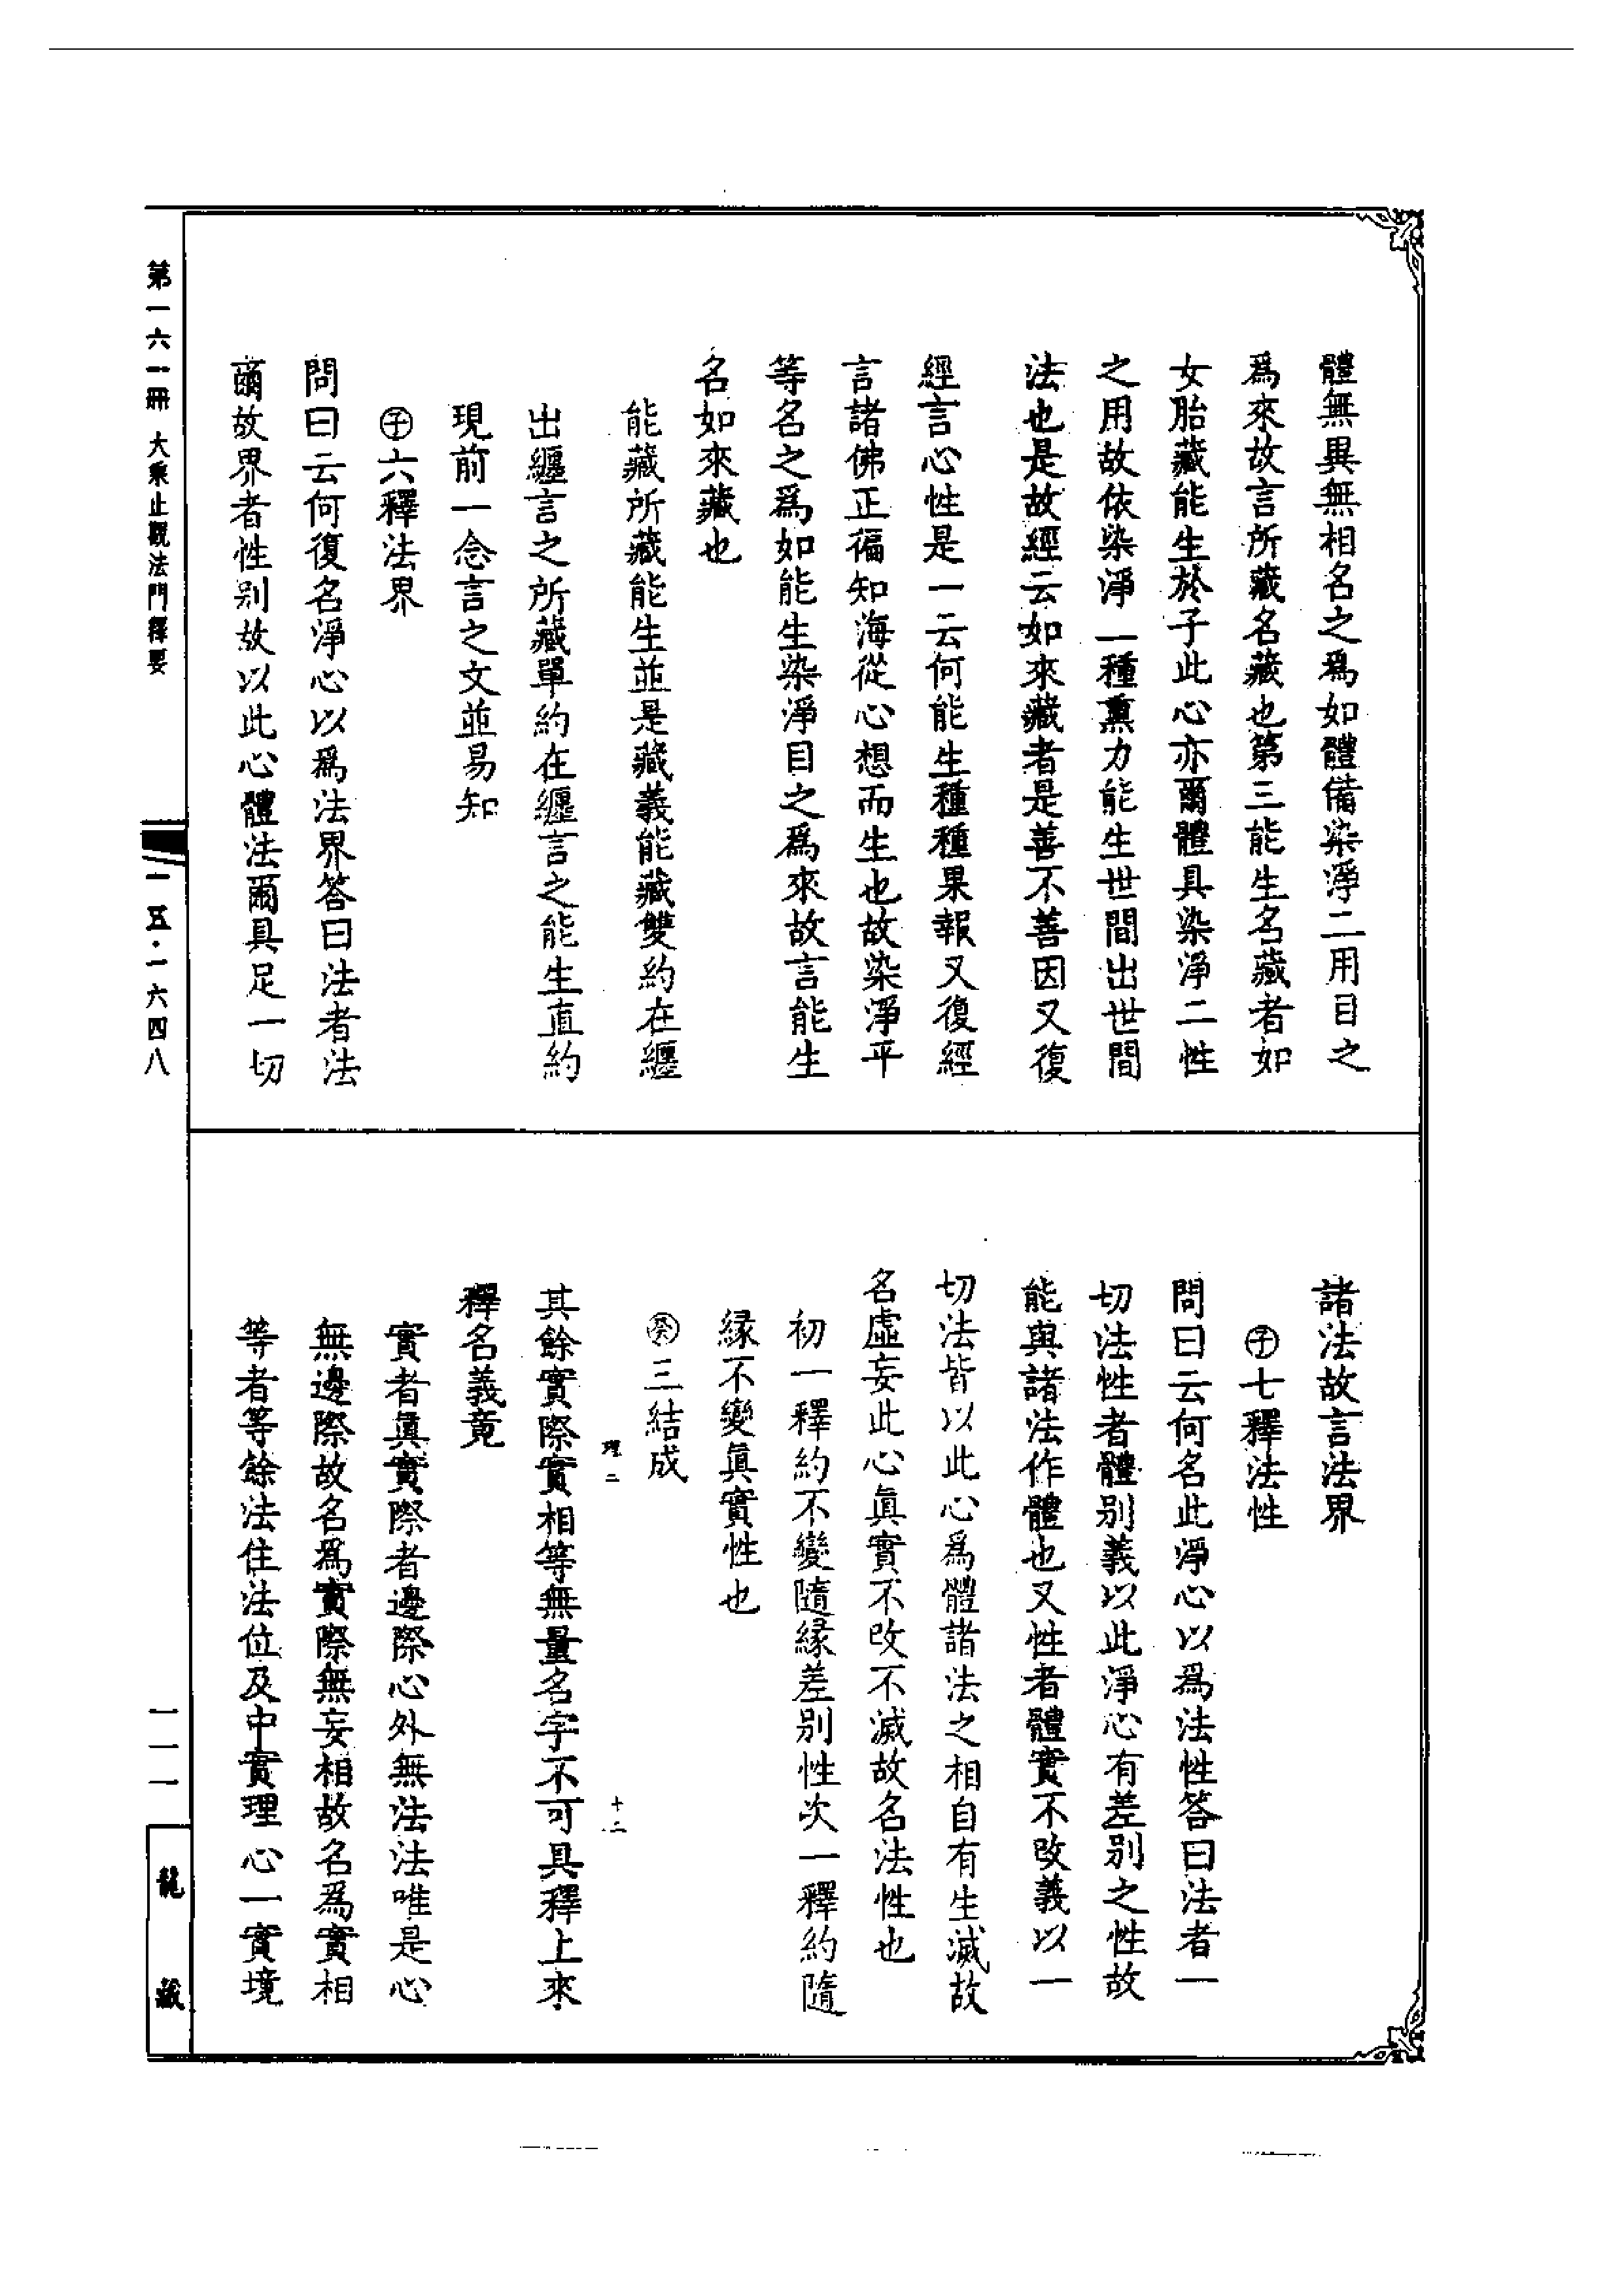 體無異無相名之爲如體備染淨二用目之
爲來故言所藏名藏也第三能生名藏者如
女胎藏能生於子此心亦爾體具染淨二性
之用故依染淨二種熏力能生世間出世間
法也是故經云如來藏者是善不善因又復
經言心性是一云何能生種種果報又復經
言諸佛正徧知海從心想而生也故染淨平
等名之爲如能生染淨目之爲來故言能生
名如來藏也
能藏所藏能生並是藏義能藏雙約在纏
出纏言之所藏單約在纏言之能生直約
現前一念言之文並易知
㊅子六釋法界
問曰云何復名淨心以爲法界答曰法者法
爾故界者性別故以此心體法爾具足一切
諸法故言法界
子七釋法性
問曰云何名此淨心以爲法性答曰法者一
切法性者體別義以此淨心有差別之性故
能與諸法作體也又性者體實不改義以一
切法皆以此心爲體諸法之相自有生滅故
名虛妄此心眞實不改不滅故名法性也
初一釋約不變隨緣差別性次一釋約隨
緣不變眞實性也
癸三結成
理二
十二
其餘實際實相等無量名字不可具釋上來
釋名義竟
實者眞實際者邊際心外無法法唯是心
無邊際故名爲實際無妄相故名爲實相
等者等餘法住法位及中實理心一實境
第一六一冊 大乘止觀法門釋要
一五·一六四八
一一一
龍藏